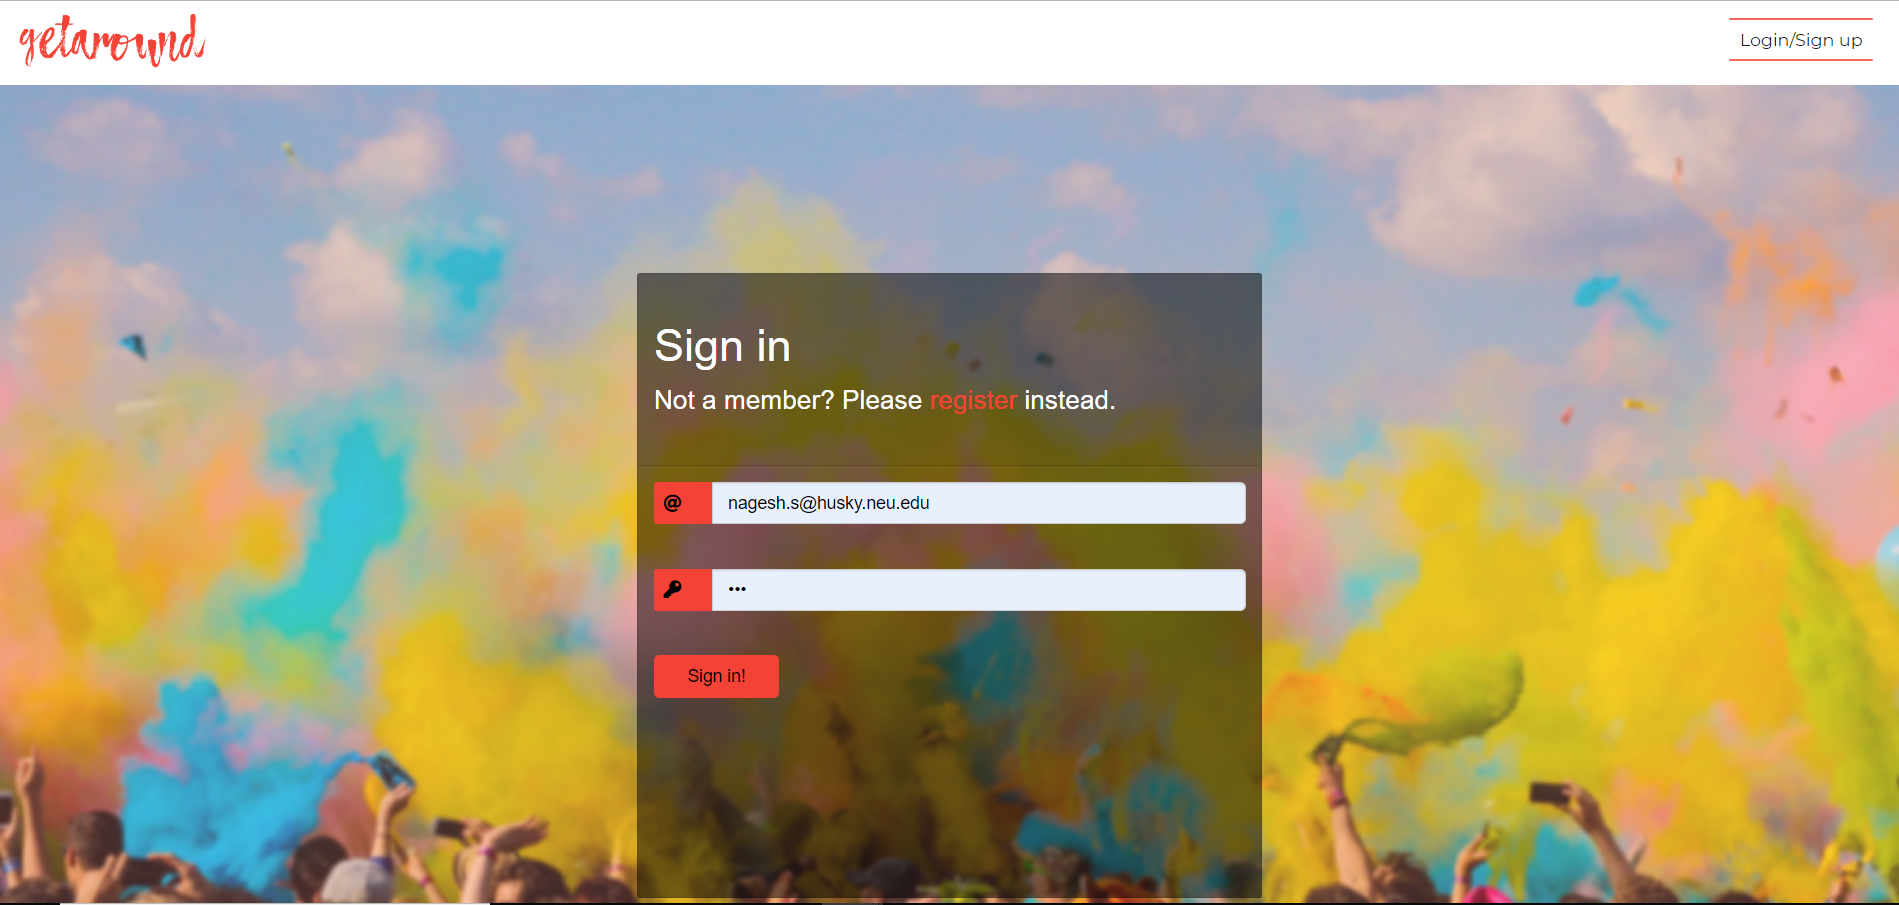 getaround
Login/Sign up
Sign in
Not a member? Please register instead.
@ nagesh.s@husky.neu.edu
•••
Sign in!